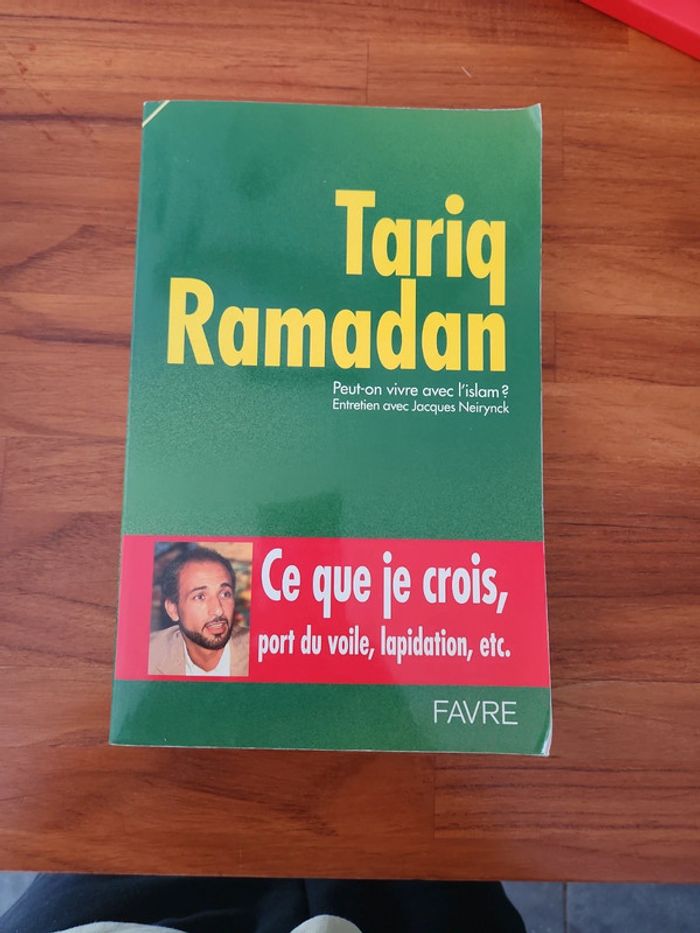 Tariq
Ramadan
Peut-on vivre avec l'islam?
Entretien avec Jacques Neirynck
Ce que je crois,
port du voile, lapidation, etc.
FAVRE